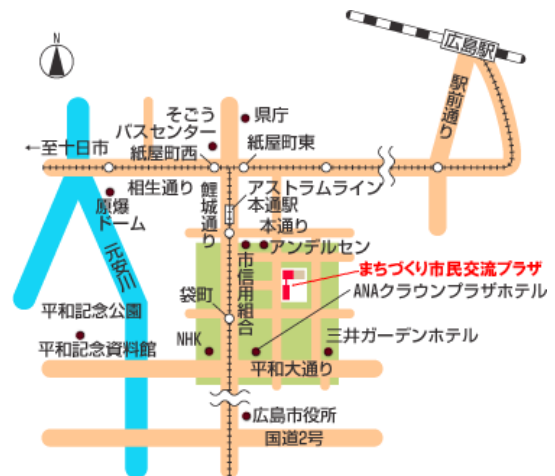 N
広島駅
駅前通り
そごう
バスセンター
県庁
←至十日市
紙屋町西
紙屋町東
相生通り
鯉城通り
アストラムライン
本通駅
本通り
原爆
ドーム
元安川
アンデルセン
市信用組合
まちづくり市民交流プラザ
ANAクラウンプラザホテル
袋町
平和記念公園
平和記念資料館
NHK
三井ガーデンホテル
平和大通り
広島市役所
国道2号